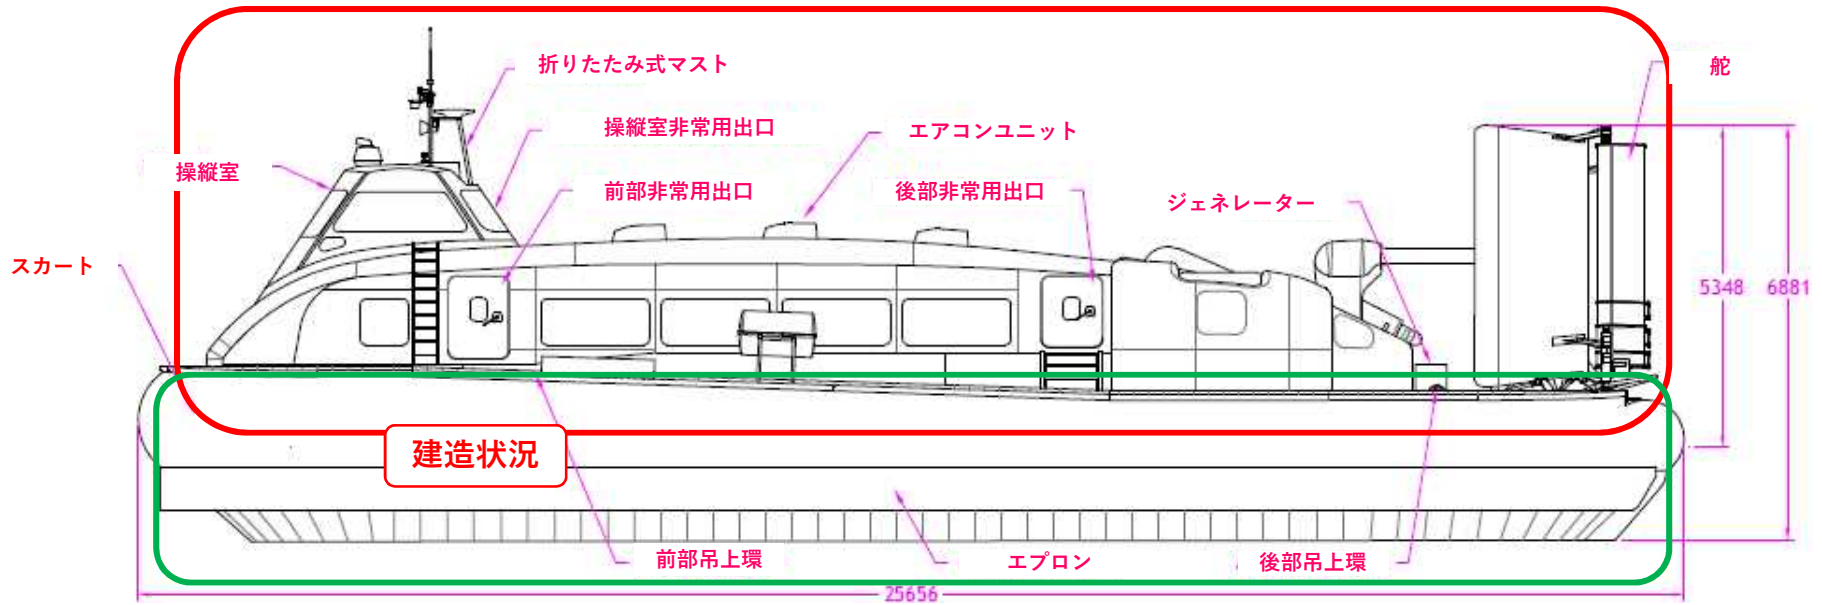 折りたたみ式マスト
舵
操縦室非常用出口
エアコンユニット
操縦室
前部非常用出口
後部非常用出口
ジェネレーター
スカート
5348
6881
建造状況
前部吊上環
エプロン
後部吊上環
25656